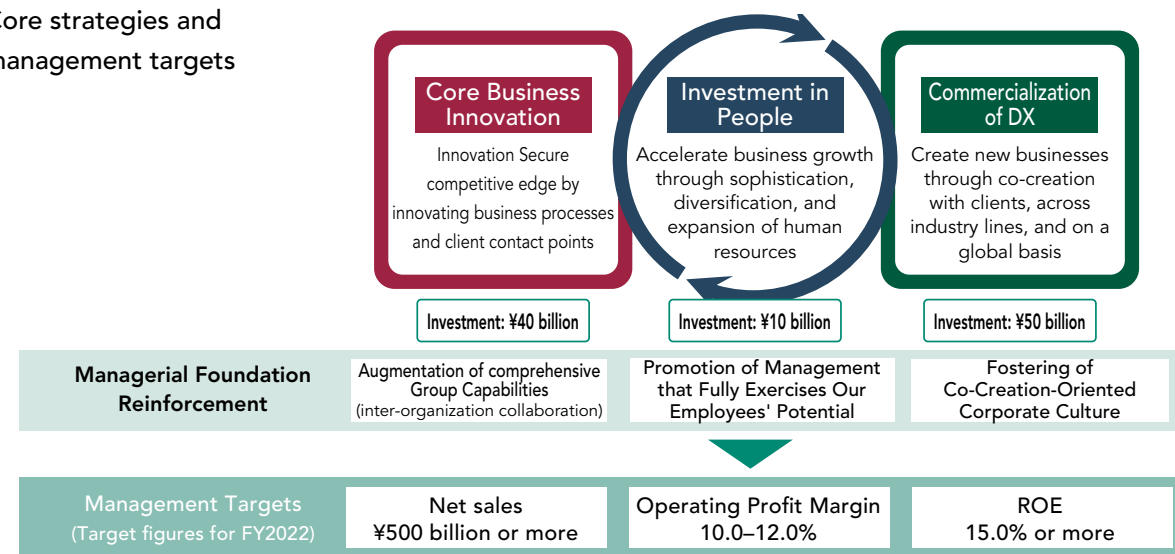 Core strategies and
management targets
Core Business
Innovation
Innovation Secure
competitive edge by
innovating business processes
and client contact points
Investment in
People
Accelerate business growth
through sophistication,
diversification, and
expansion of human
resources
Commercialization
of DX
Create new businesses
through co-creation
with clients, across
industry lines, and on a
global basis
Investment: ¥40 billion
Investment: ¥10 billion
Investment: ¥50 billion
Managerial Foundation
Reinforcement
Augmentation of comprehensive
Group Capabilities
(inter-organization collaboration)
Promotion of Management
that Fully Exercises Our
Employees' Potential
Fostering of
Co-Creation-Oriented
Corporate Culture
Management Targets
(Target figures for FY2022)
Net sales
¥500 billion or more
Operating Profit Margin
10.0–12.0%
ROE
15.0% or more